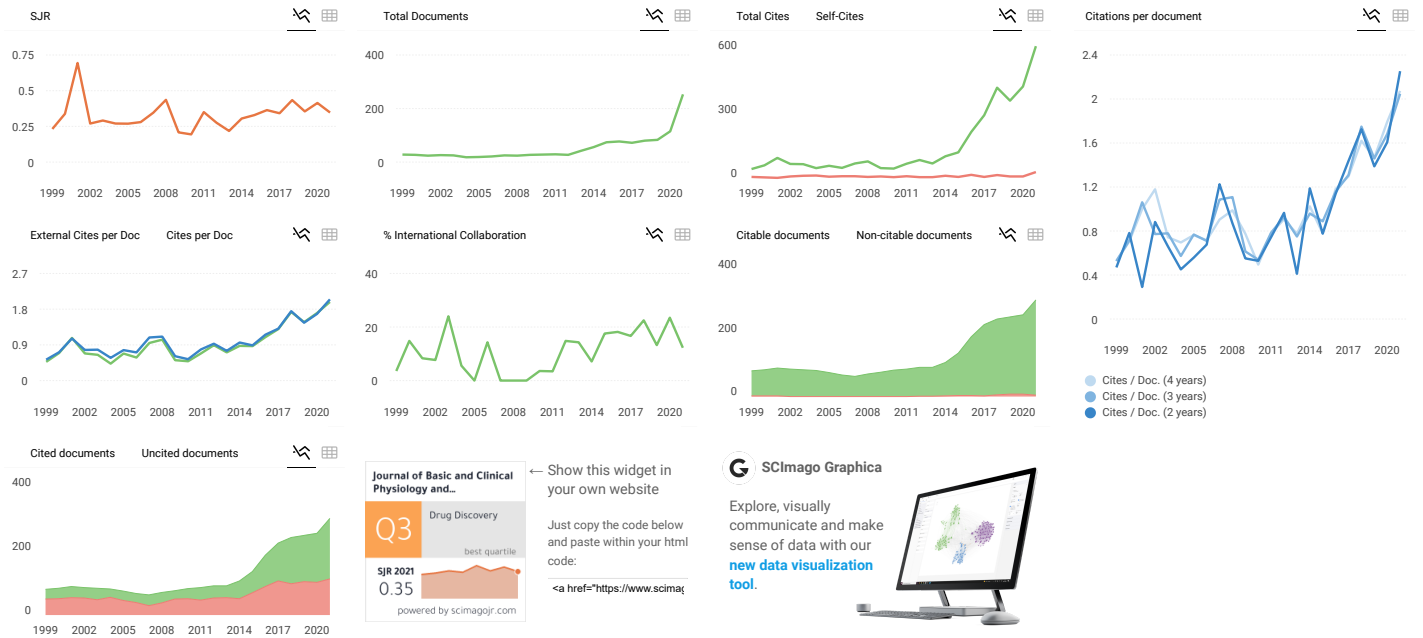 SJR
0.75
0.5
0.25
0
1999 2002 2005 2008 2011 2014 2017 2020
Total Documents
400
200
0
1999 2002 2005 2008 2011 2014 2017 2020
Total Cites Self-Cites
600
300
0
1999 2002 2005 2008 2011 2014 2017 2020
Citations per document
2.4
2
1.6
1.2
0.8
0.4
0
1999 2002 2005 2008 2011 2014 2017 2020
Cites / Doc. (4 years)
Cites / Doc. (3 years)
Cites / Doc. (2 years)
External Cites per Doc Cites per Doc
2.7
1.8
0.9
0
1999 2002 2005 2008 2011 2014 2017 2020
% International Collaboration
40
20
0
1999 2002 2005 2008 2011 2014 2017 2020
Citable documents Non-citable documents
400
200
0
1999 2002 2005 2008 2011 2014 2017 2020
Cited documents Uncited documents
400
200
0
1999 2002 2005 2008 2011 2014 2017 2020
Journal of Basic and Clinical
Physiology and...
Q3
Drug Discovery
best quartile
SJR 2021
0.35
powered by scimagojr.com
← Show this widget in
your own website
Just copy the code below
and paste within your html
code:
<a href="https://www.scimag
SCImago Graphica
Explore, visually
communicate and make
sense of data with our
new data visualization
tool.